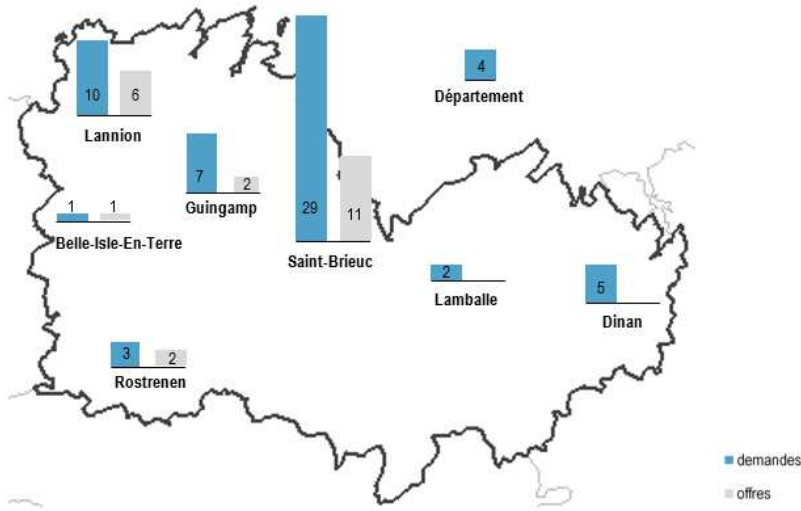 4
Département
10 6
Lannion
7 2
Guingamp
1 1
Belle-Isle-En-Terre
29 11
Saint-Brieuc
2
Lamballe
5
Dinan
3 2
Rostrenen
demandes
offres